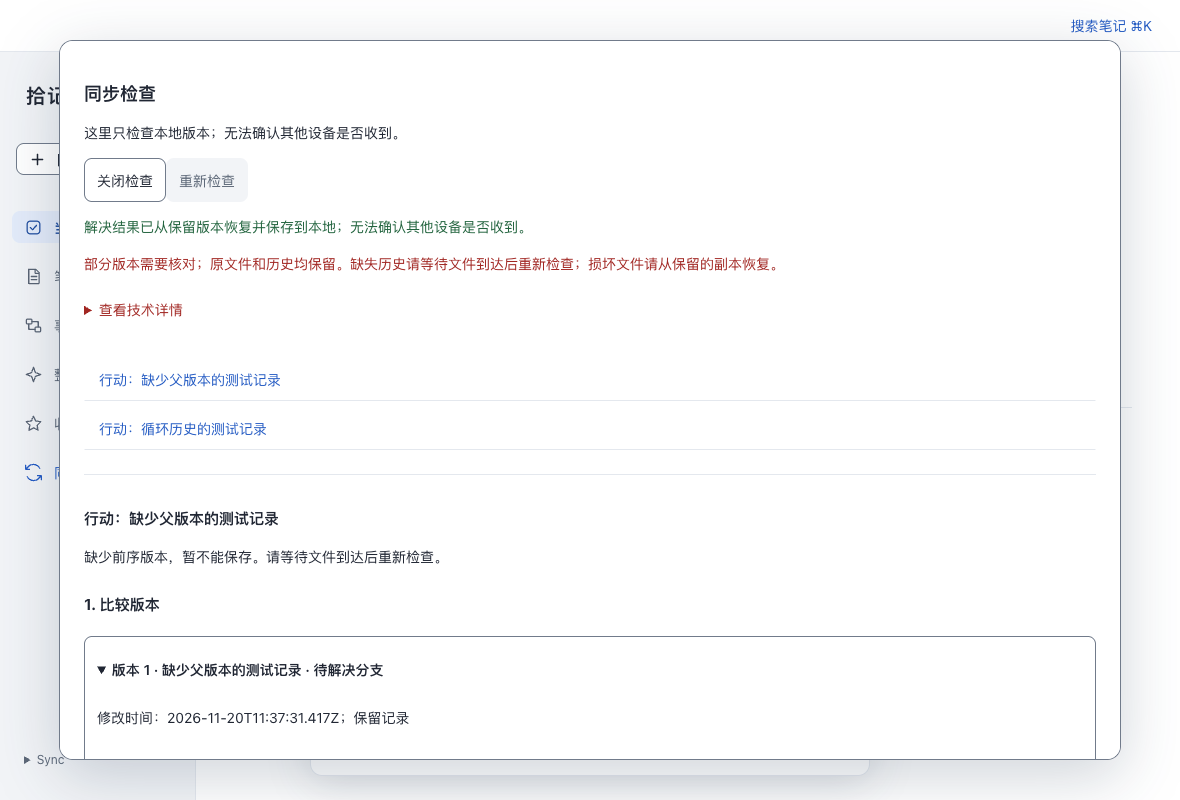 搜索笔记 ⌘K
拾记
同步检查
这里只检查本地版本；无法确认其他设备是否收到。
关闭检查 重新检查
解决结果已从保留版本恢复并保存到本地；无法确认其他设备是否收到。
部分版本需要核对；原文件和历史均保留。缺失历史请等待文件到达后重新检查；损坏文件请从保留的副本恢复。
查看技术详情
行动：缺少父版本的测试记录
行动：循环历史的测试记录
行动：缺少父版本的测试记录
缺少前序版本，暂不能保存。请等待文件到达后重新检查。
1. 比较版本
版本 1 · 缺少父版本的测试记录 · 待解决分支
修改时间：2026-11-20T11:37:31.417Z；保留记录
Sync